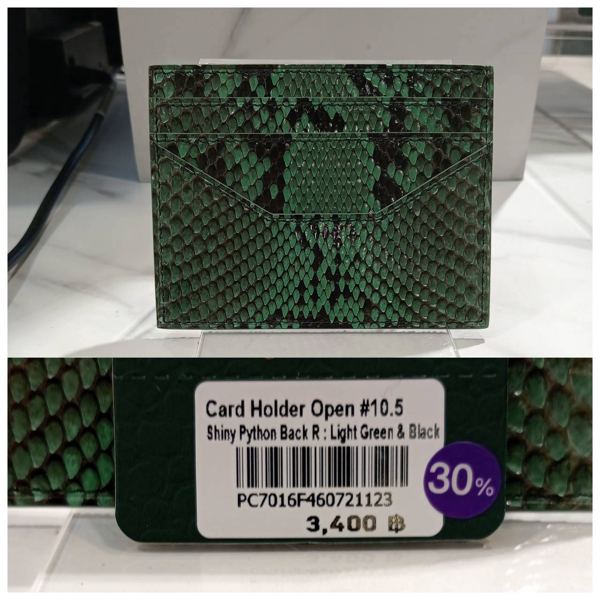 Card Holder Open #10.5
Shiny Python Back R : Light Green & Black
PC7016F460721123
3,400 ฿
30%